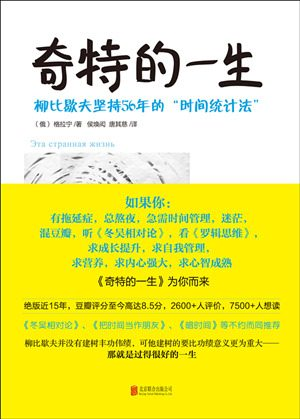 奇特的一生
柳比歇夫坚持56年的“时间统计法”
（俄）格拉宁/著 侯焕闳 唐其慈/译
Эта странная жизнь
如果你：
有拖延症，总熬夜，急需时间管理，迷茫，
混豆瓣，听《冬吴相对论》，看《罗辑思维》，
求成长提升，求自我管理，
求营养，求内心强大，求心智成熟
《奇特的一生》为你而来
绝版近15年，豆瓣评分至今高达8.5分，2600+人评价，7500+人想读
《冬吴相对论》、《把时间当作朋友》、《暗时间》等不约而同推荐
柳比歇夫并没有建树丰功伟绩，可他建树的要比功绩意义更为重大——
那就是过得很好的一生
北京联合出版公司